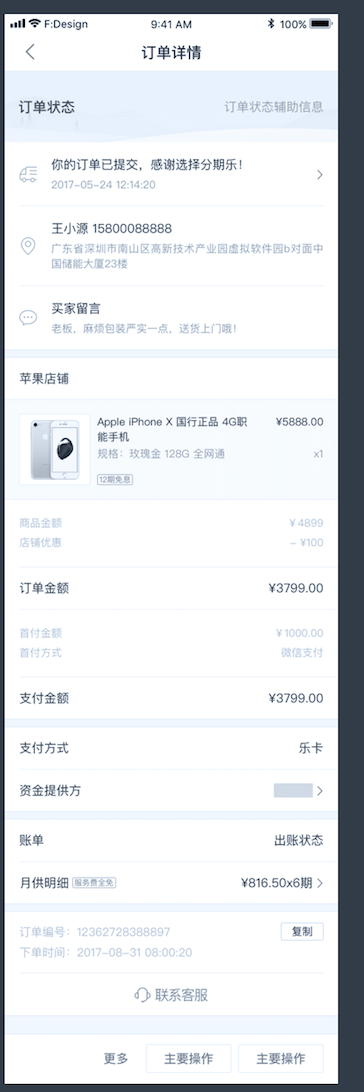 F:Design 9:41 AM 100%
订单详情
订单状态 订单状态辅助信息
你的订单已提交，感谢选择分期乐！
2017-05-24 12:14:20
王小源 15800088888
广东省深圳市南山区高新技术产业园虚拟软件园b对面中
国储能大厦23楼
买家留言
老板，麻烦包装严实一点，送货上门哦！
苹果店铺
Apple iPhone X 国行正品 4G职 ¥5888.00
能手机
规格：玫瑰金 128G 全网通 x1
12期免息
商品金额 ¥ 4899
店铺优惠 – ¥100
订单金额 ¥3799.00
首付金额 ¥ 1000.00
首付方式 微信支付
支付金额 ¥3799.00
支付方式 乐卡
资金提供方
账单 出账状态
月供明细 服务费全免 ¥816.50x6期
订单编号：12362728388897 复制
下单时间：2017-08-31 08:00:20
联系客服
更多 主要操作 主要操作